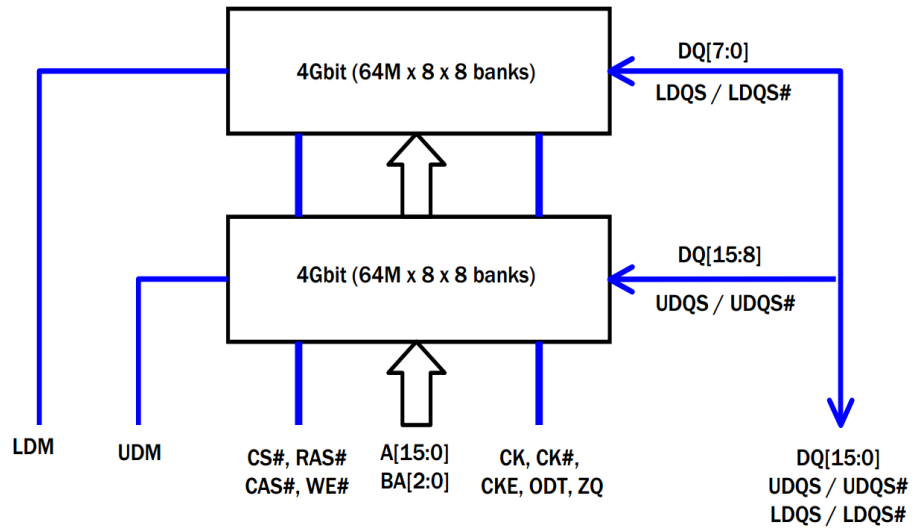 4Gbit (64M x 8 x 8 banks)
DQ[7:0]
LDQS / LDQS#
4Gbit (64M x 8 x 8 banks)
DQ[15:8]
UDQS / UDQS#
LDM
UDM
CS#, RAS#
CAS#, WE#
A[15:0]
BA[2:0]
CK, CK#,
CKE, ODT, ZQ
DQ[15:0]
UDQS / UDQS#
LDQS / LDQS#